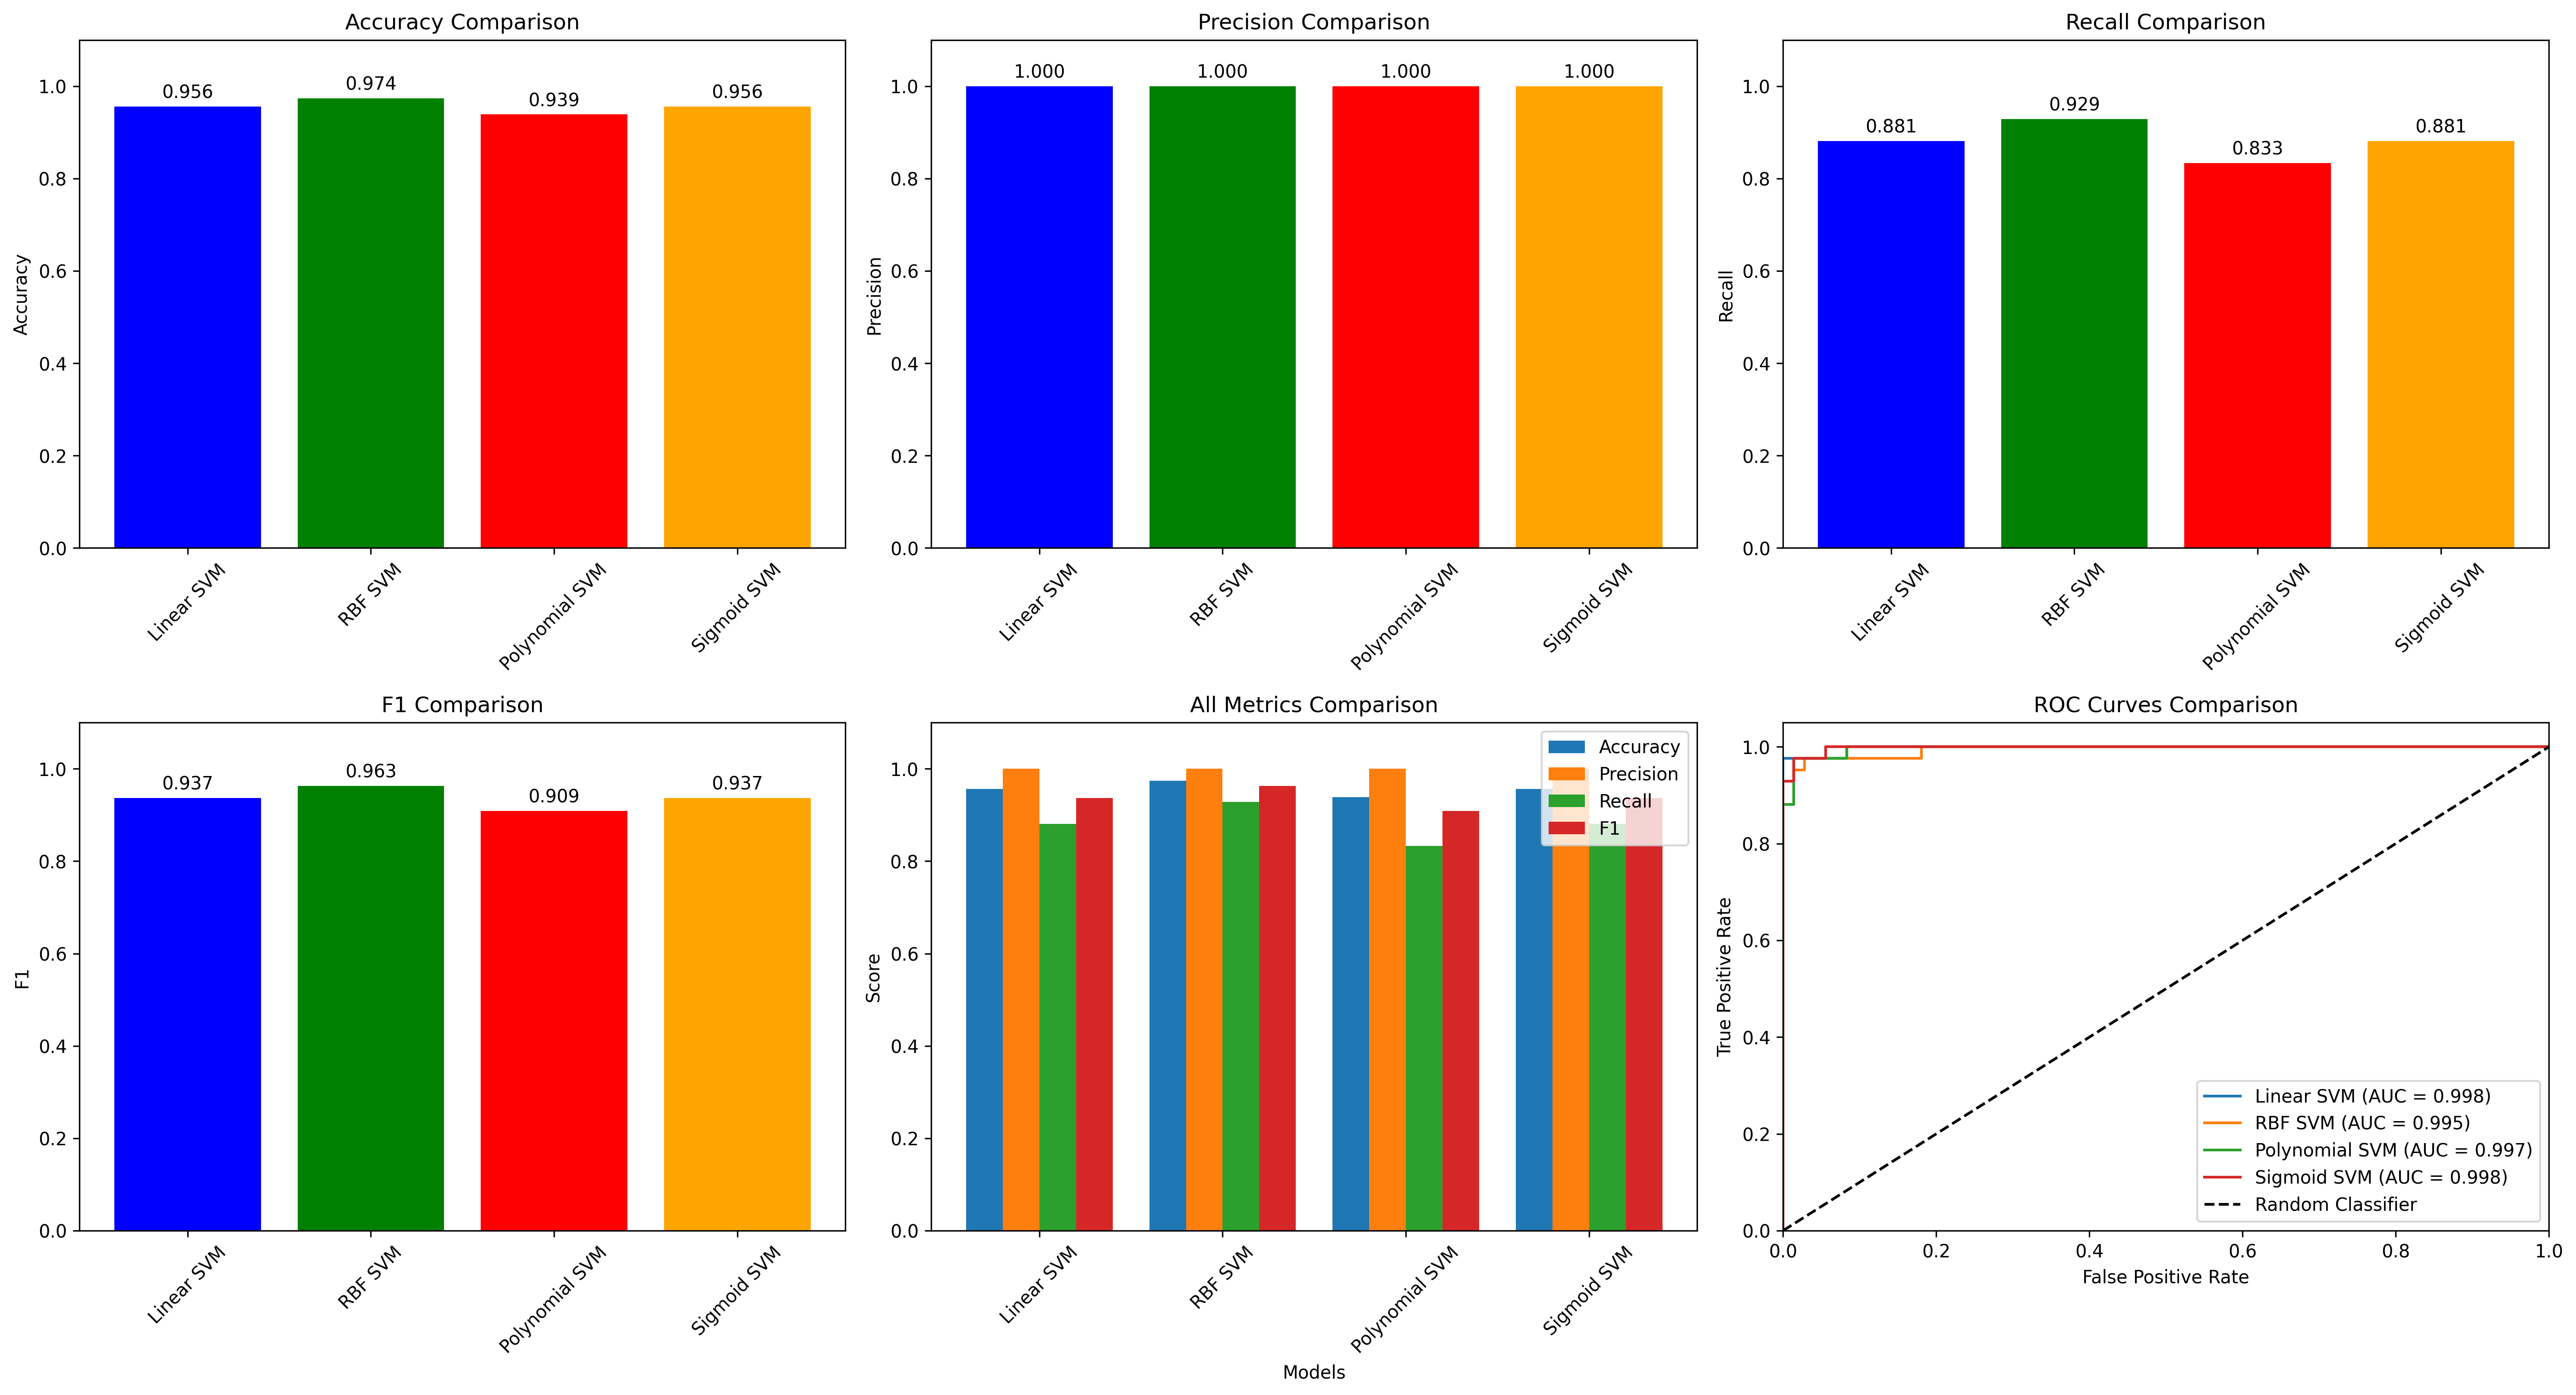 Accuracy Comparison
Accuracy
1.0
0.8
0.6
0.4
0.2
0.0
0.956
0.974
0.939
0.956
Linear SVM
RBF SVM
Polynomial SVM
Sigmoid SVM
Precision Comparison
Precision
1.0
0.8
0.6
0.4
0.2
0.0
1.000
1.000
1.000
1.000
Linear SVM
RBF SVM
Polynomial SVM
Sigmoid SVM
Recall Comparison
Recall
1.0
0.8
0.6
0.4
0.2
0.0
0.881
0.929
0.833
0.881
Linear SVM
RBF SVM
Polynomial SVM
Sigmoid SVM
F1 Comparison
F1
1.0
0.8
0.6
0.4
0.2
0.0
0.937
0.963
0.909
0.937
Linear SVM
RBF SVM
Polynomial SVM
Sigmoid SVM
All Metrics Comparison
Score
1.0
0.8
0.6
0.4
0.2
0.0
Accuracy
Precision
Recall
F1
Linear SVM
RBF SVM
Polynomial SVM
Sigmoid SVM
Models
ROC Curves Comparison
True Positive Rate
1.0
0.8
0.6
0.4
0.2
0.0
Linear SVM (AUC = 0.998)
RBF SVM (AUC = 0.995)
Polynomial SVM (AUC = 0.997)
Sigmoid SVM (AUC = 0.998)
Random Classifier
0.0
0.2
0.4
0.6
0.8
1.0
False Positive Rate